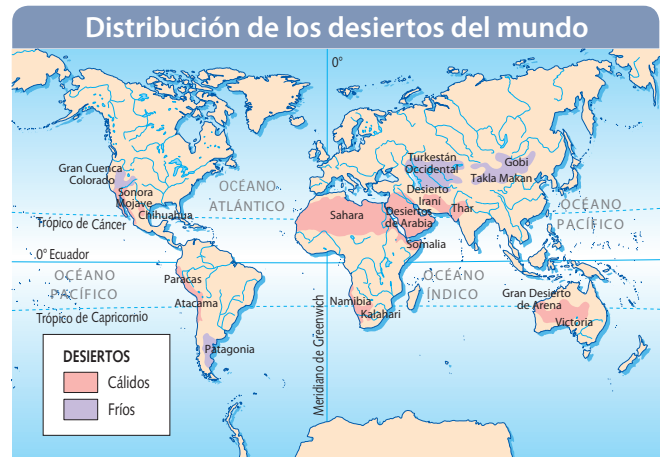 Distribución de los desiertos del mundo
0°
Gran Cuenca
Colorado
Sonora
Mojave
Chihuahua
OCÉANO
ATLÁNTICO
Turkestán
Occidental
Gobi
Takla Makan
Desierto
Iraní
Thar
Desiertos
de Arabia
Sahara
Somalia
OCÉANO
PACÍFICO
Trópico de Cáncer
0° Ecuador
OCÉANO
PACÍFICO
Paracas
Atacama
Trópico de Capricornio
Patagonia
Namibia
Kalahari
OCÉANO
ÍNDICO
Gran Desierto
de Arena
Victoria
Meridiano de Greenwich
DESIERTOS
Cálidos
Fríos